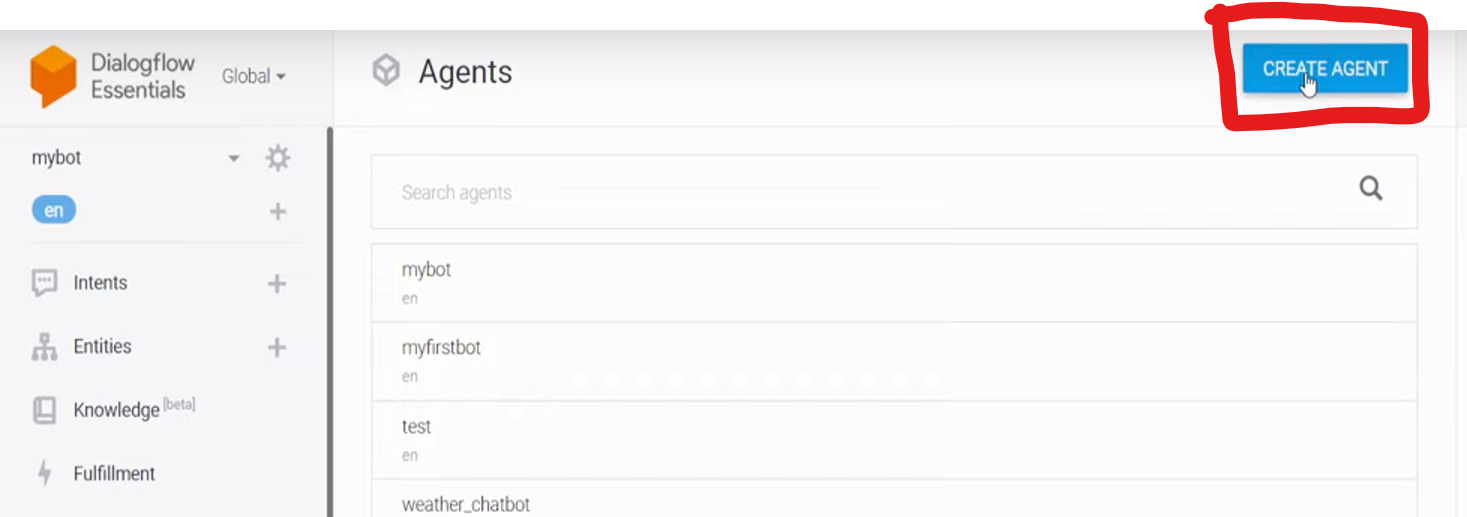 Dialogflow
Essentials
Global
Agents
CREATE AGENT
mybot
en
Intents
Entities
Knowledge [beta]
Fulfillment
Search agents
mybot
en
myfirstbot
en
test
en
weather_chatbot